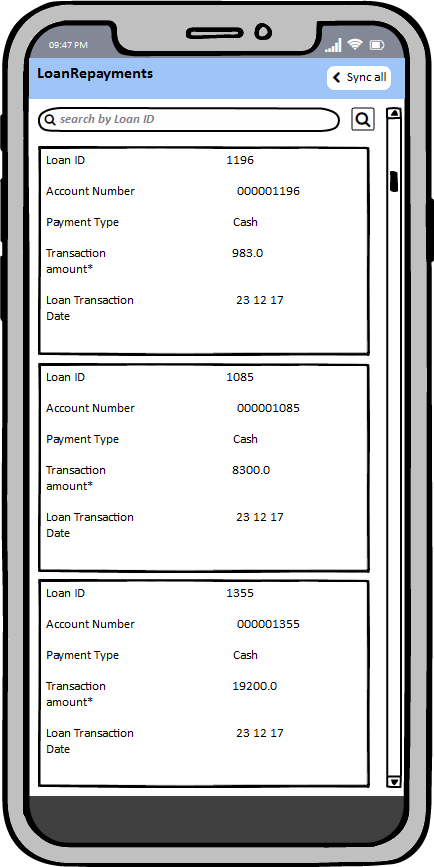 09:47 PM
LoanRepayments
Sync all
search by Loan ID
Loan ID 1196
Account Number 000001196
Payment Type Cash
Transaction amount* 983.0
Loan Transaction Date 23 12 17
Loan ID 1085
Account Number 000001085
Payment Type Cash
Transaction amount* 8300.0
Loan Transaction Date 23 12 17
Loan ID 1355
Account Number 000001355
Payment Type Cash
Transaction amount* 19200.0
Loan Transaction Date 23 12 17